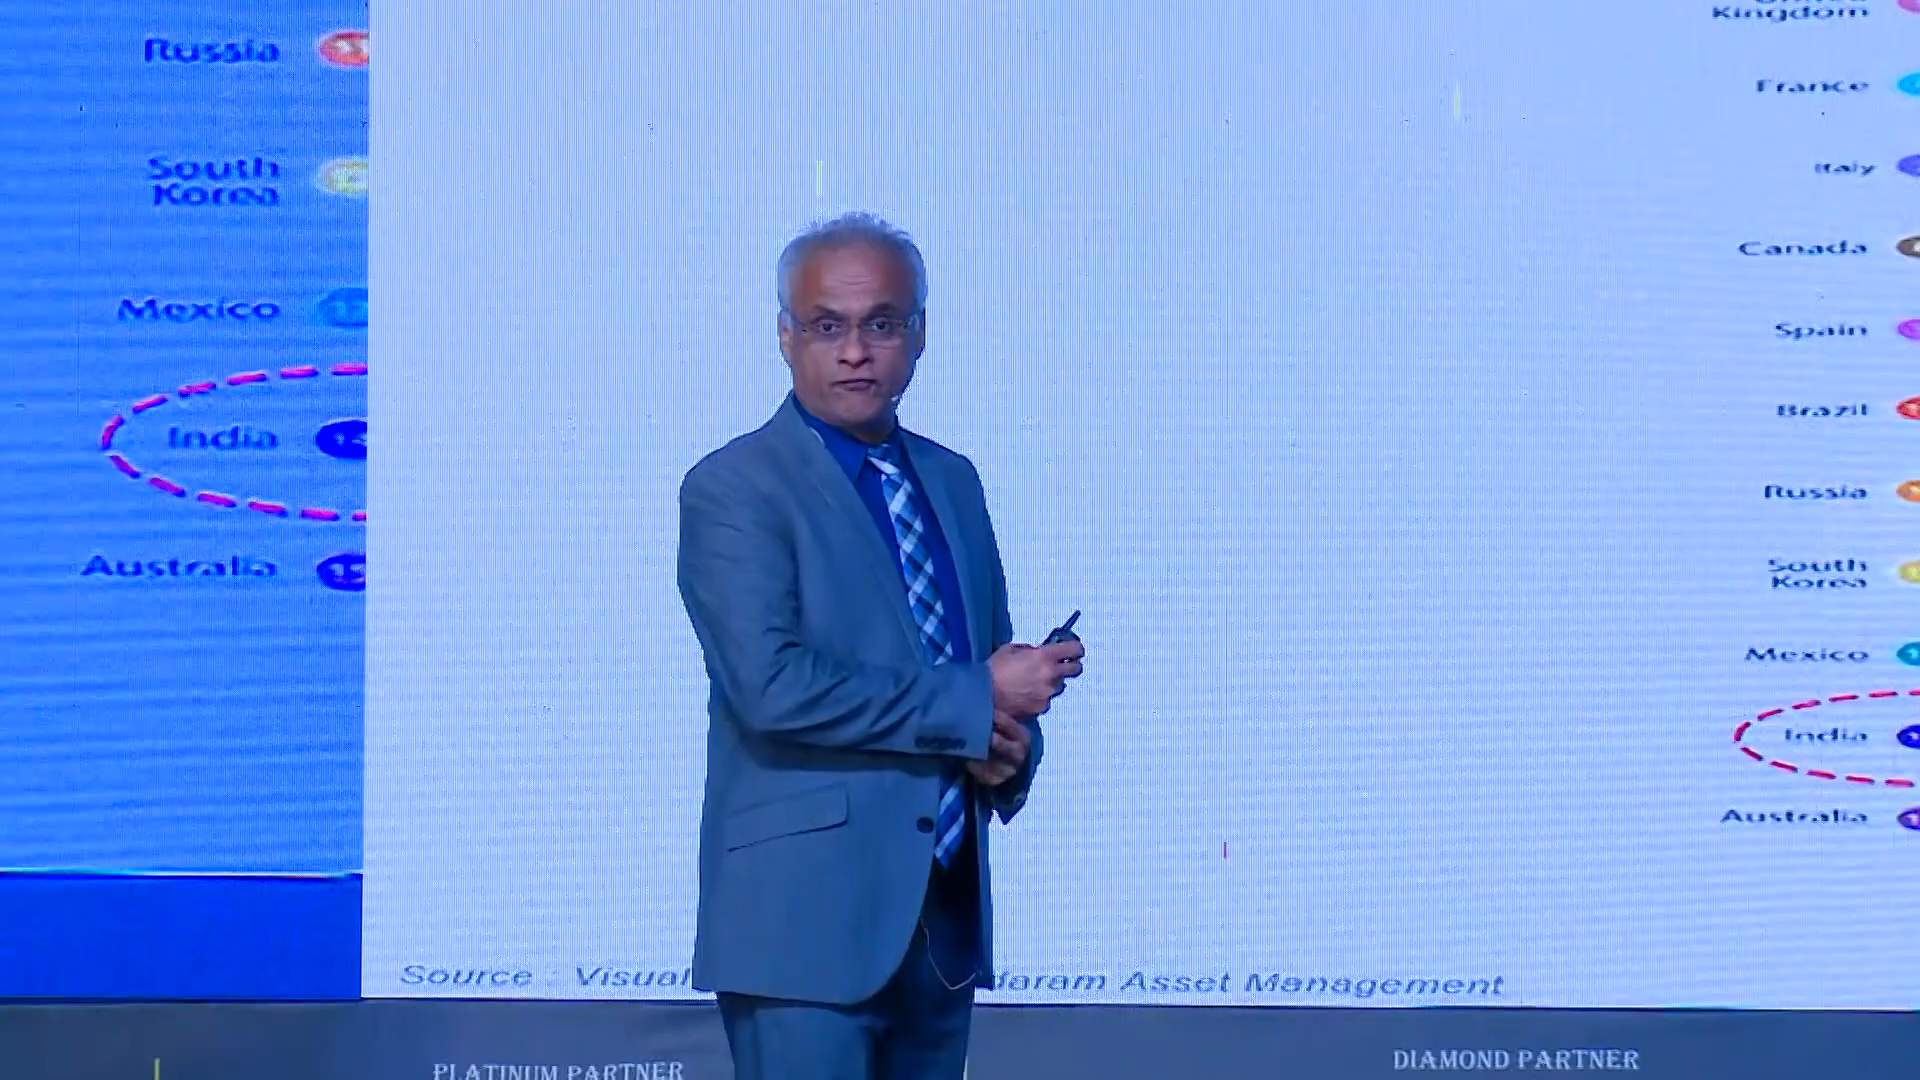 Russia
South
Korea
Mexico
India
Australia
Kingdom
France
Italy
Canada
Spain
Brazil
Russia
South
Korea
Mexico
India
Australia
Source : Visual
Asset Management
PLATINUM PARTNER
DIAMOND PARTNER